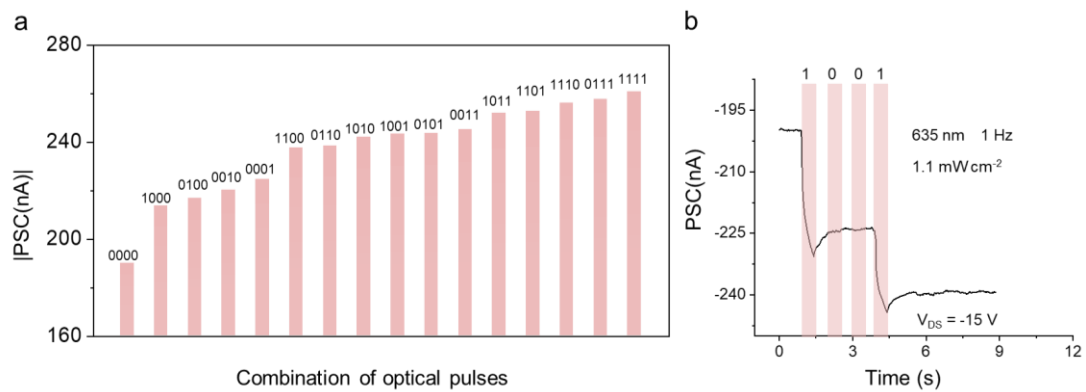 a
280
240
200
160
|PSC(nA)|
0000
1000
0100
0010
0001
1100
0110
1010
1001
0101
0011
1011
1101
1110
0111
1111
Combination of optical pulses
b
1 0 0 1
-195
-210
-225
-240
PSC(nA)
635 nm 1 Hz
1.1 mW cm-2
VDS = -15 V
0 3 6 9 12
Time (s)